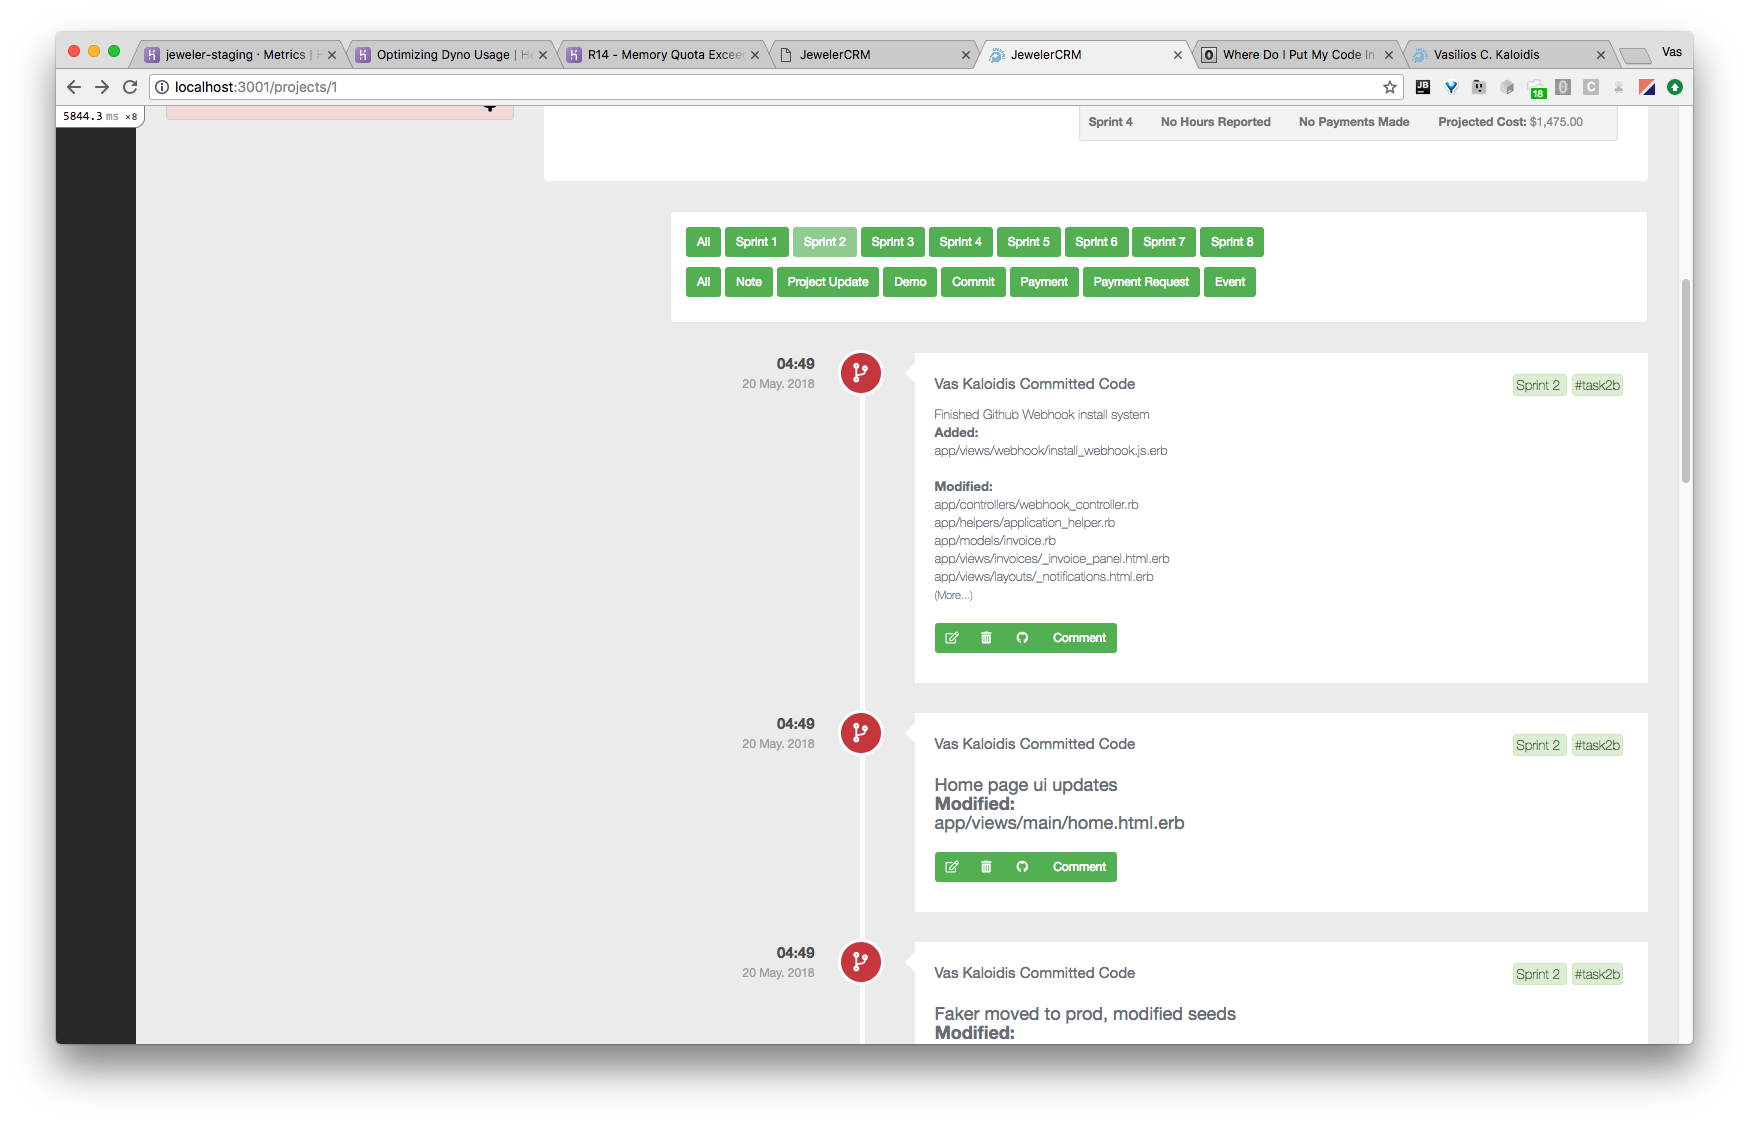 jeweler-staging · Metrics | H
Optimizing Dyno Usage | He
R14 - Memory Quota Exceed
JewelerCRM
JewelerCRM
Where Do I Put My Code In
Vasilios C. Kaloidis
Vas
localhost:3001/projects/1
JB
18
5844.3 ms ×8
Sprint 4 No Hours Reported No Payments Made Projected Cost: $1,475.00
All Sprint 1 Sprint 2 Sprint 3 Sprint 4 Sprint 5 Sprint 6 Sprint 7 Sprint 8
All Note Project Update Demo Commit Payment Payment Request Event
04:49
20 May. 2018
Vas Kaloidis Committed Code
Sprint 2 #task2b
Finished Github Webhook install system
Added:
app/views/webhook/install_webhook.js.erb
Modified:
app/controllers/webhook_controller.rb
app/helpers/application_helper.rb
app/models/invoice.rb
app/views/invoices/_invoice_panel.html.erb
app/views/layouts/_notifications.html.erb
(More...)
Comment
04:49
20 May. 2018
Vas Kaloidis Committed Code
Sprint 2 #task2b
Home page ui updates
Modified:
app/views/main/home.html.erb
Comment
04:49
20 May. 2018
Vas Kaloidis Committed Code
Sprint 2 #task2b
Faker moved to prod, modified seeds
Modified: